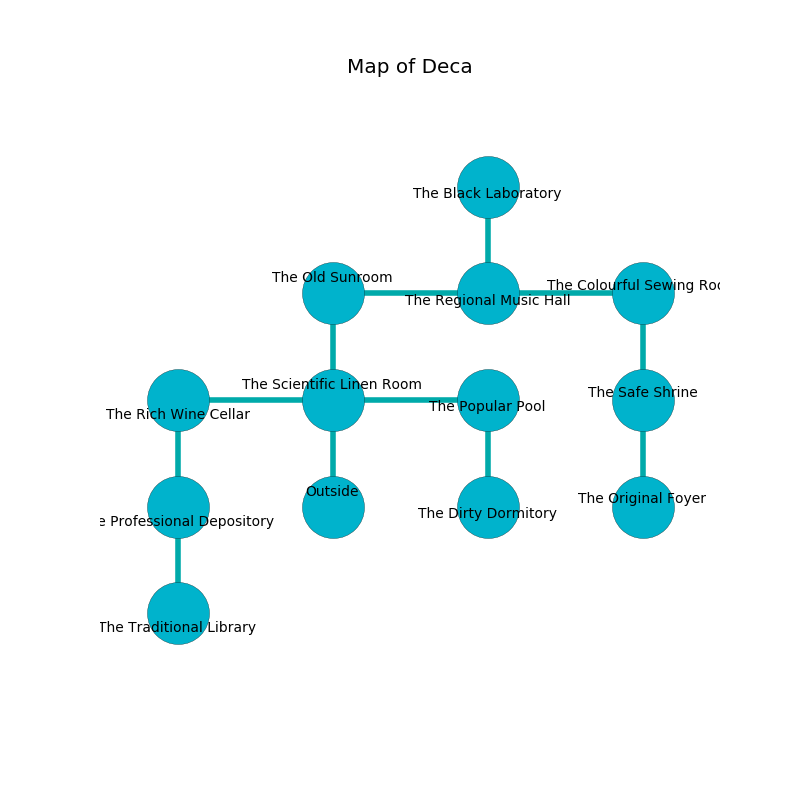 Map of Deca
The Black Laboratory
The Old Sunroom
The Colourful Sewing Roo
The Regional Music Hall
The Scientific Linen Room
The Safe Shrine
The Popular Pool
The Rich Wine Cellar
Outside
The Original Foyer
The Dirty Dormitory
e Professional Depository
The Traditional Library